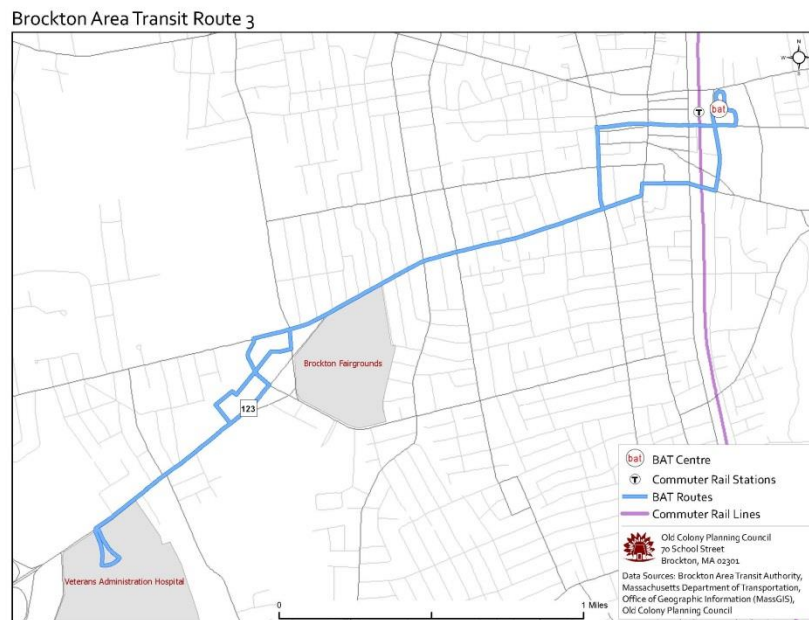 Brockton Area Transit Route 3
N
W
S
bat
T
Brockton Fairgrounds
123
Veterans Administration Hospital
bat BAT Centre
T Commuter Rail Stations
BAT Routes
Commuter Rail Lines
Old Colony Planning Council
70 School Street
Brockton, MA 02301
Data Sources: Brockton Area Transit Authority,
Massachusetts Department of Transportation,
Office of Geographic Information (MassGIS),
Old Colony Planning Council
0 1 Miles